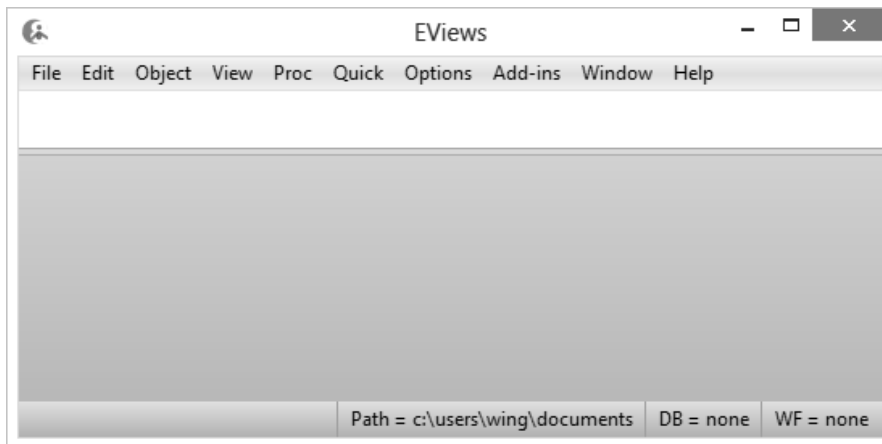 EViews
File Edit Object View Proc Quick Options Add-ins Window Help
Path = c:\users\wing\documents DB = none WF = none